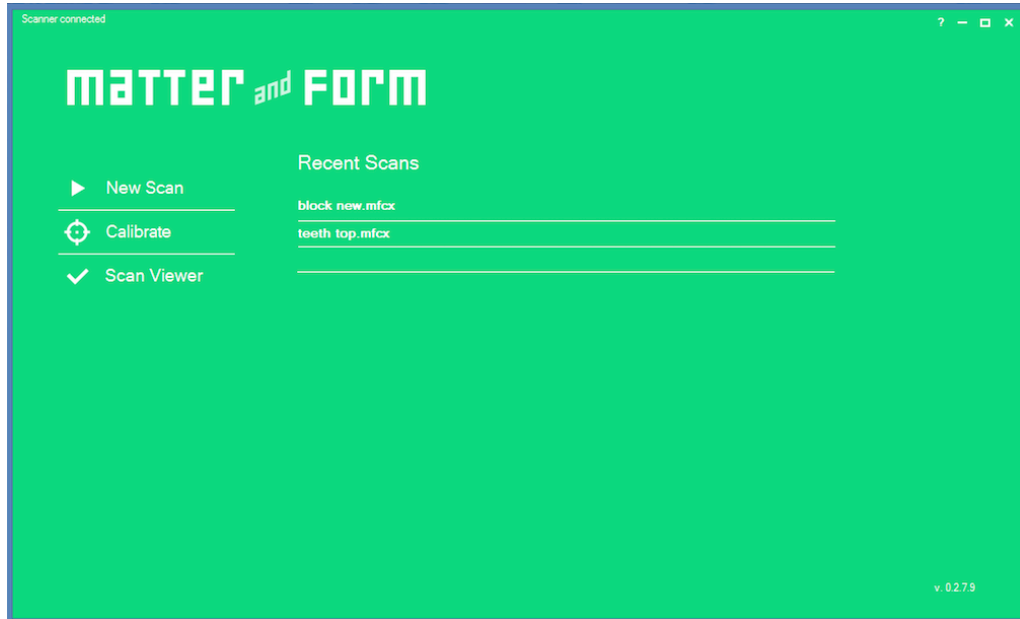 Scanner connected
?
matter and form
Recent Scans
New Scan
block new.mfcx
Calibrate
teeth top.mfcx
Scan Viewer
v. 0.2.7.9